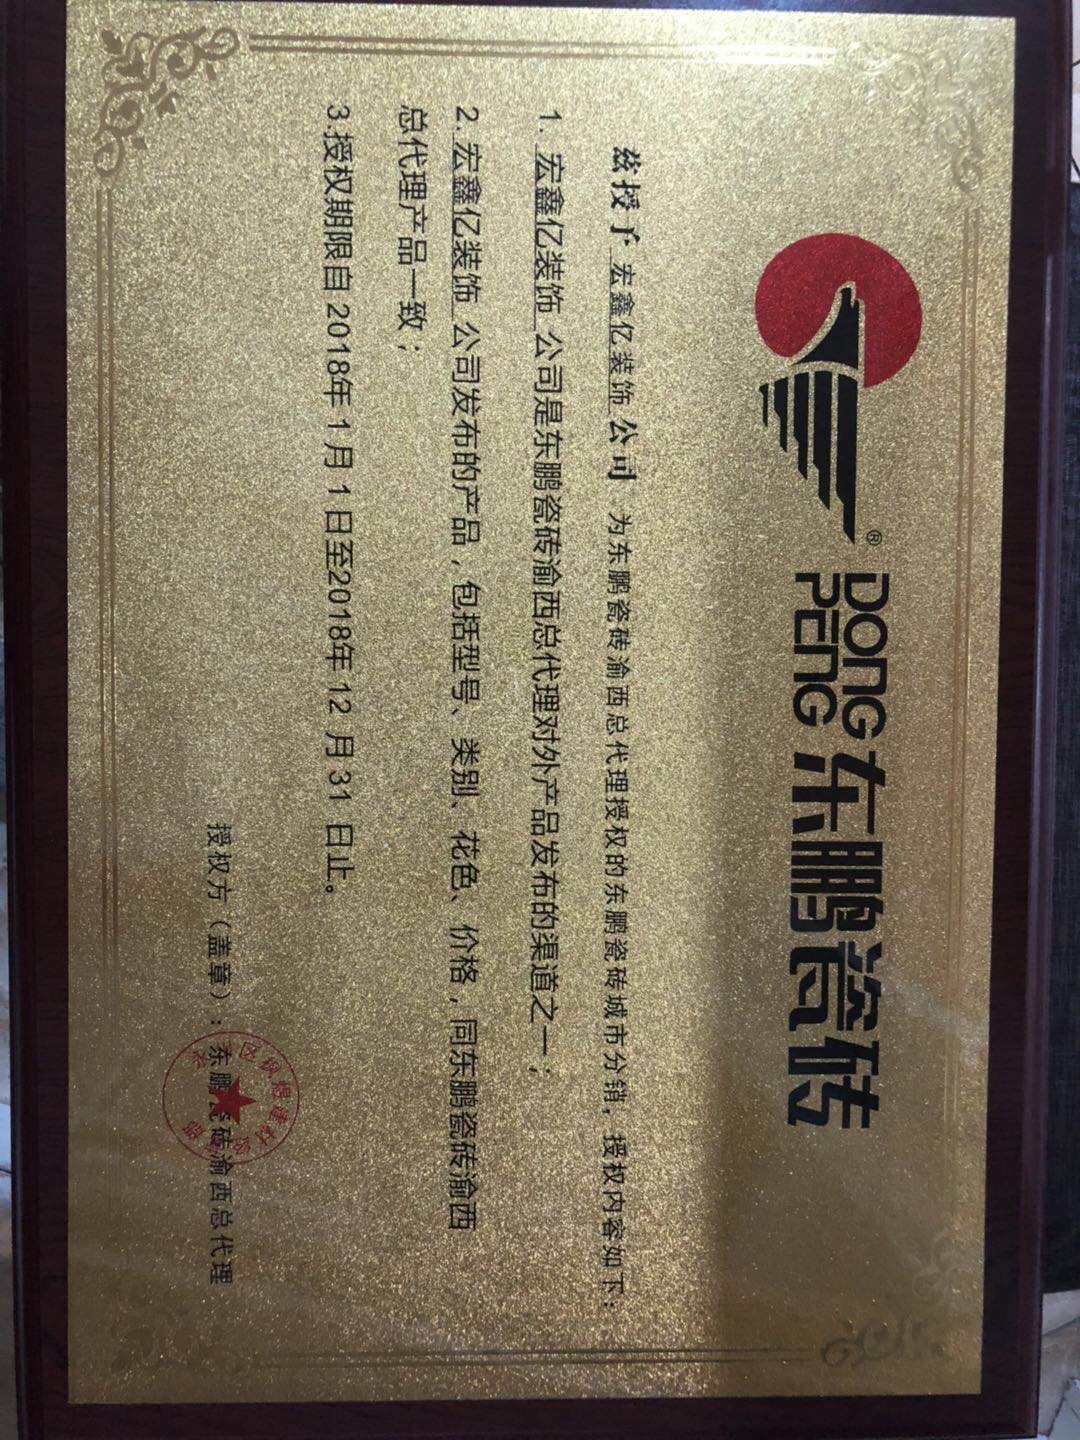 ®
DONG
PENG
东鹏瓷砖
兹授予 宏鑫亿装饰 公司 为东鹏瓷砖渝西总代理授权的东鹏瓷砖城市分销，授权内容如下：
1. 宏鑫亿装饰 公司是东鹏瓷砖渝西总代理对外产品发布的渠道之一；
2. 宏鑫亿装饰 公司发布的产品，包括型号、类别、花色、价格，同东鹏瓷砖渝西
总代理产品一致；
3.授权期限自 2018年 1 月 1 日至2018年 12 月 31 日止。
授权方（盖章）：东鹏瓷砖渝西总代理